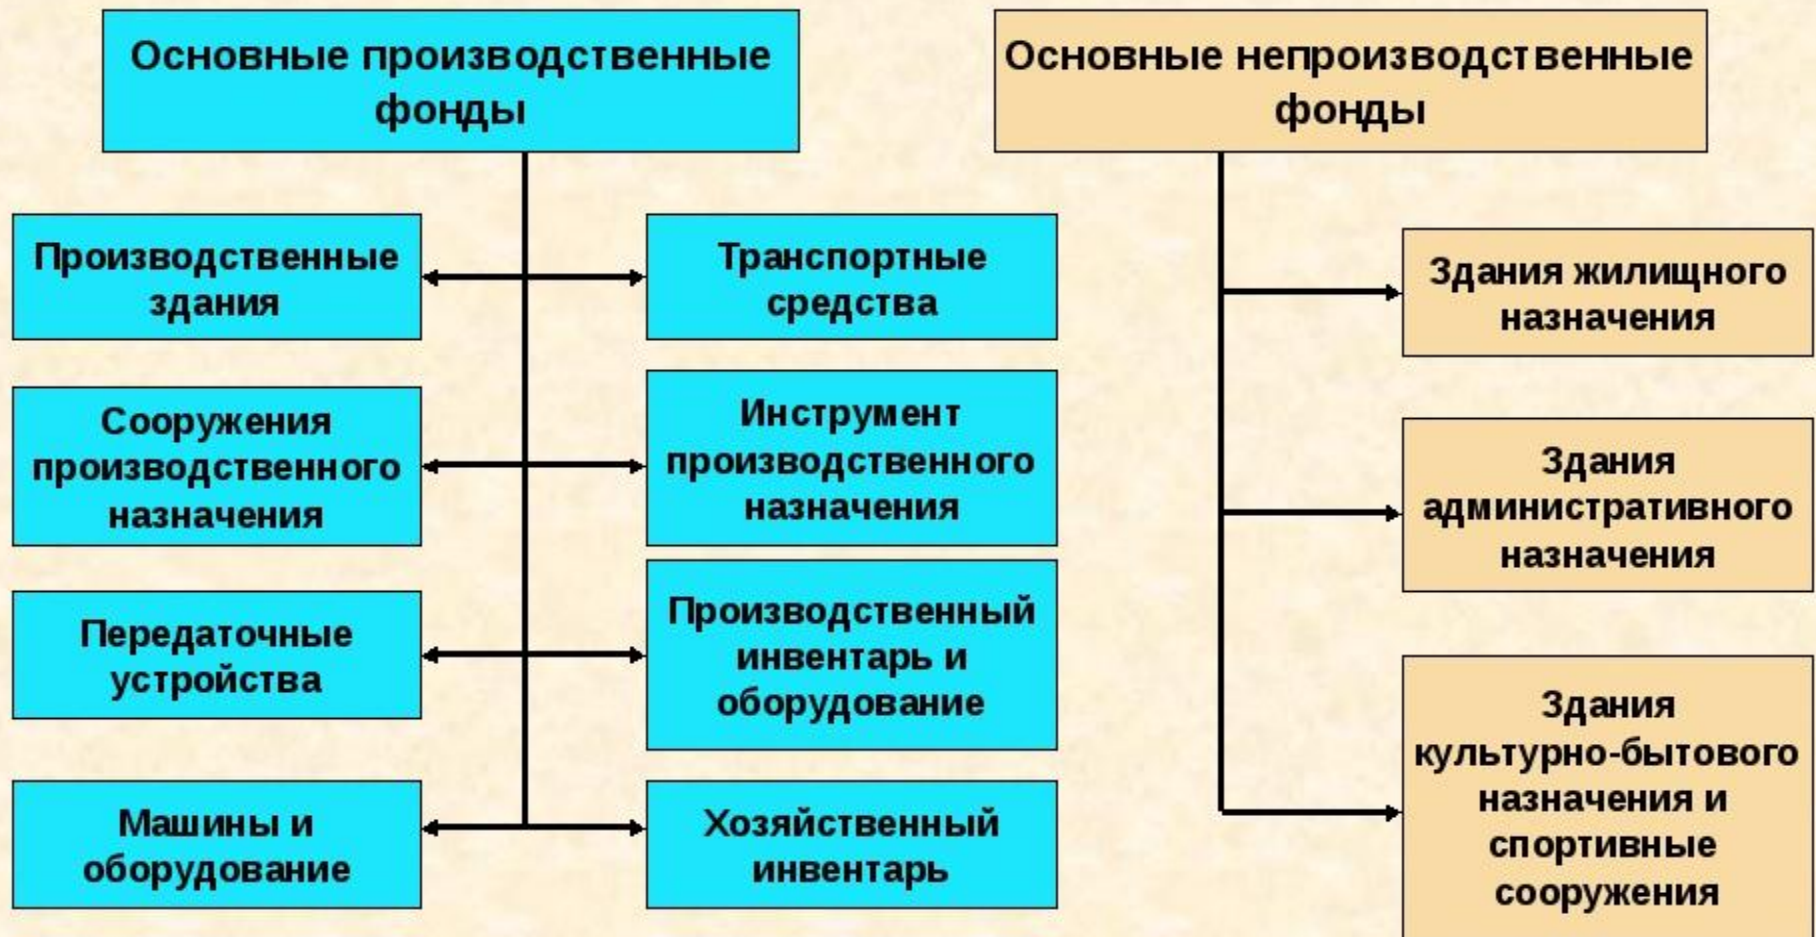 Основные производственные
фонды
Основные непроизводственные
фонды
Производственные
здания
Транспортные
средства
Здания жилищного
назначения
Сооружения
производственного
назначения
Инструмент
производственного
назначения
Здания
административного
назначения
Передаточные
устройства
Производственный
инвентарь и
оборудование
Здания
культурно-бытового
назначения и
спортивные
сооружения
Машины и
оборудование
Хозяйственный
инвентарь